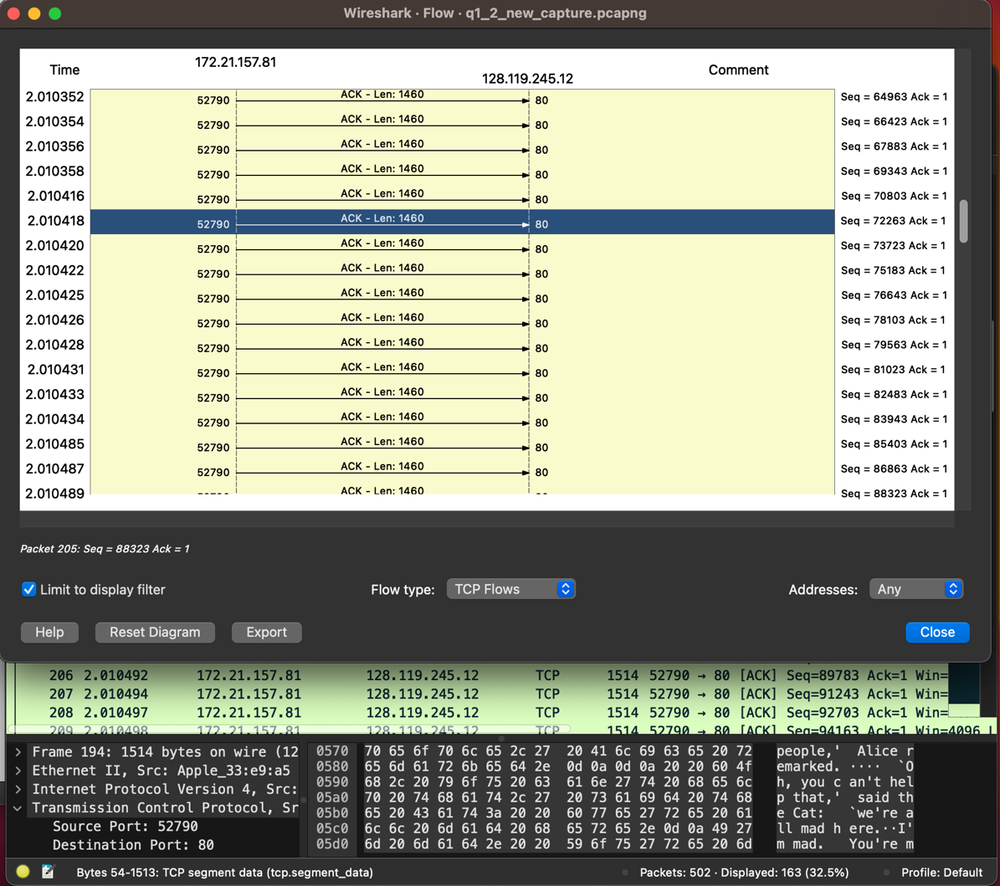 Wireshark · Flow · q1_2_new_capture.pcapng
Time 172.21.157.81 128.119.245.12 Comment
2.010352 52790 ACK - Len: 1460 80 Seq = 64963 Ack = 1
2.010354 52790 ACK - Len: 1460 80 Seq = 66423 Ack = 1
2.010356 52790 ACK - Len: 1460 80 Seq = 67883 Ack = 1
2.010358 52790 ACK - Len: 1460 80 Seq = 69343 Ack = 1
2.010416 52790 ACK - Len: 1460 80 Seq = 70803 Ack = 1
2.010418 52790 ACK - Len: 1460 80 Seq = 72263 Ack = 1
2.010420 52790 ACK - Len: 1460 80 Seq = 73723 Ack = 1
2.010422 52790 ACK - Len: 1460 80 Seq = 75183 Ack = 1
2.010425 52790 ACK - Len: 1460 80 Seq = 76643 Ack = 1
2.010426 52790 ACK - Len: 1460 80 Seq = 78103 Ack = 1
2.010428 52790 ACK - Len: 1460 80 Seq = 79563 Ack = 1
2.010431 52790 ACK - Len: 1460 80 Seq = 81023 Ack = 1
2.010433 52790 ACK - Len: 1460 80 Seq = 82483 Ack = 1
2.010434 52790 ACK - Len: 1460 80 Seq = 83943 Ack = 1
2.010485 52790 ACK - Len: 1460 80 Seq = 85403 Ack = 1
2.010487 52790 ACK - Len: 1460 80 Seq = 86863 Ack = 1
2.010489 ACK - Len: 1460 Seq = 88323 Ack = 1
Packet 205: Seq = 88323 Ack = 1
Limit to display filter Flow type: TCP Flows Addresses: Any
Help Reset Diagram Export Close
206 2.010492 172.21.157.81 128.119.245.12 TCP 1514 52790 → 80 [ACK] Seq=89783 Ack=1 Win=
207 2.010494 172.21.157.81 128.119.245.12 TCP 1514 52790 → 80 [ACK] Seq=91243 Ack=1 Win=
208 2.010497 172.21.157.81 128.119.245.12 TCP 1514 52790 → 80 [ACK] Seq=92703 Ack=1 Win=
209 2.010498 172.21.157.81 128.119.245.12 TCP 1514 52790 → 80 [ACK] Seq=94163 Ack=1 Win=4096 L
Frame 194: 1514 bytes on wire (12
Ethernet II, Src: Apple_33:e9:a5
Internet Protocol Version 4, Src:
Transmission Control Protocol, Sr
Source Port: 52790
Destination Port: 80
0570 70 65 6f 70 6c 65 2c 27 20 41 6c 69 63 65 20 72 people,' Alice r
0580 65 6d 61 72 6b 65 64 2e 0d 0a 0d 0a 20 20 60 4f emarked. ···· `O
0590 68 2c 20 79 6f 75 20 63 61 6e 27 74 20 68 65 6c h, you c an't hel
05a0 70 20 74 68 61 74 2c 27 20 73 61 69 64 20 74 68 p that,' said th
05b0 65 20 43 61 74 3a 20 20 60 77 65 27 72 65 20 61 e Cat: `we're a
05c0 6c 6c 20 6d 61 64 20 68 65 72 65 2e 0d 0a 49 27 ll mad h ere.··I'
05d0 6d 20 6d 61 64 2e 20 20 59 6f 75 27 72 65 20 6d m mad. You're m
Bytes 54-1513: TCP segment data (tcp.segment_data) Packets: 502 · Displayed: 163 (32.5%) Profile: Default